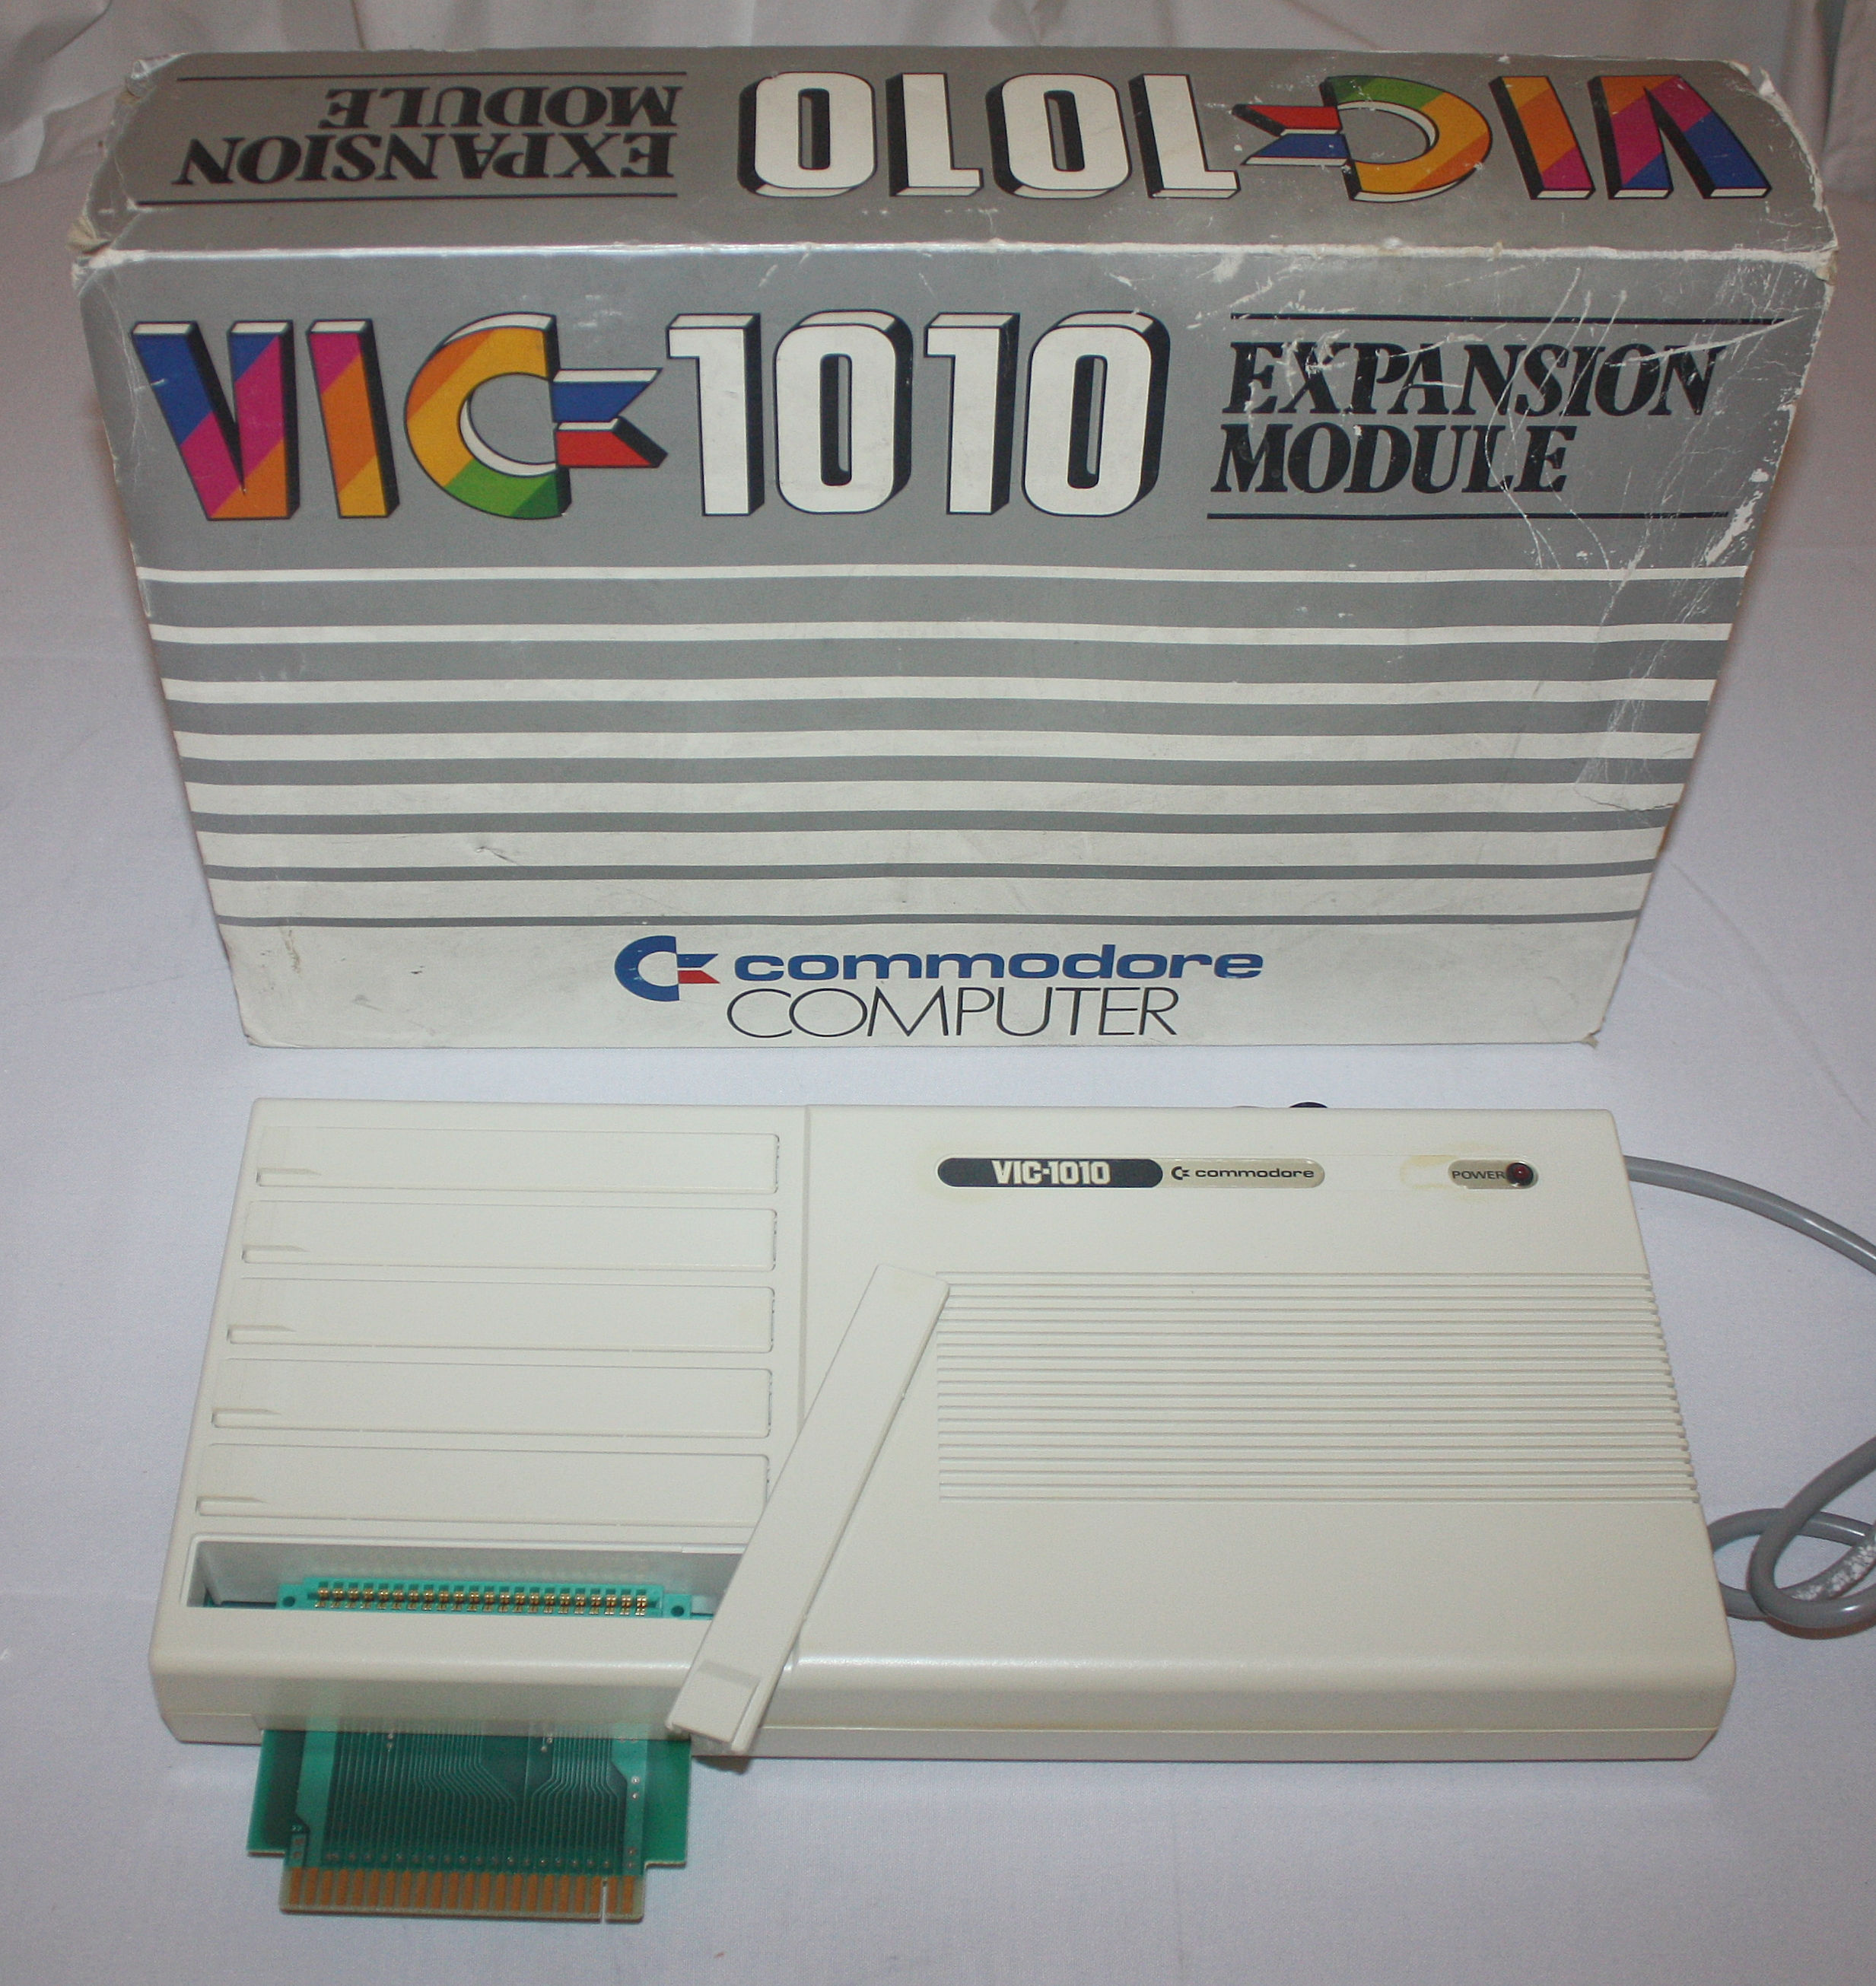 VIC-1010
EXPANSION
MODULE
VIC-1010
EXPANSION
MODULE
commodore
COMPUTER
VIC-1010
commodore
POWER